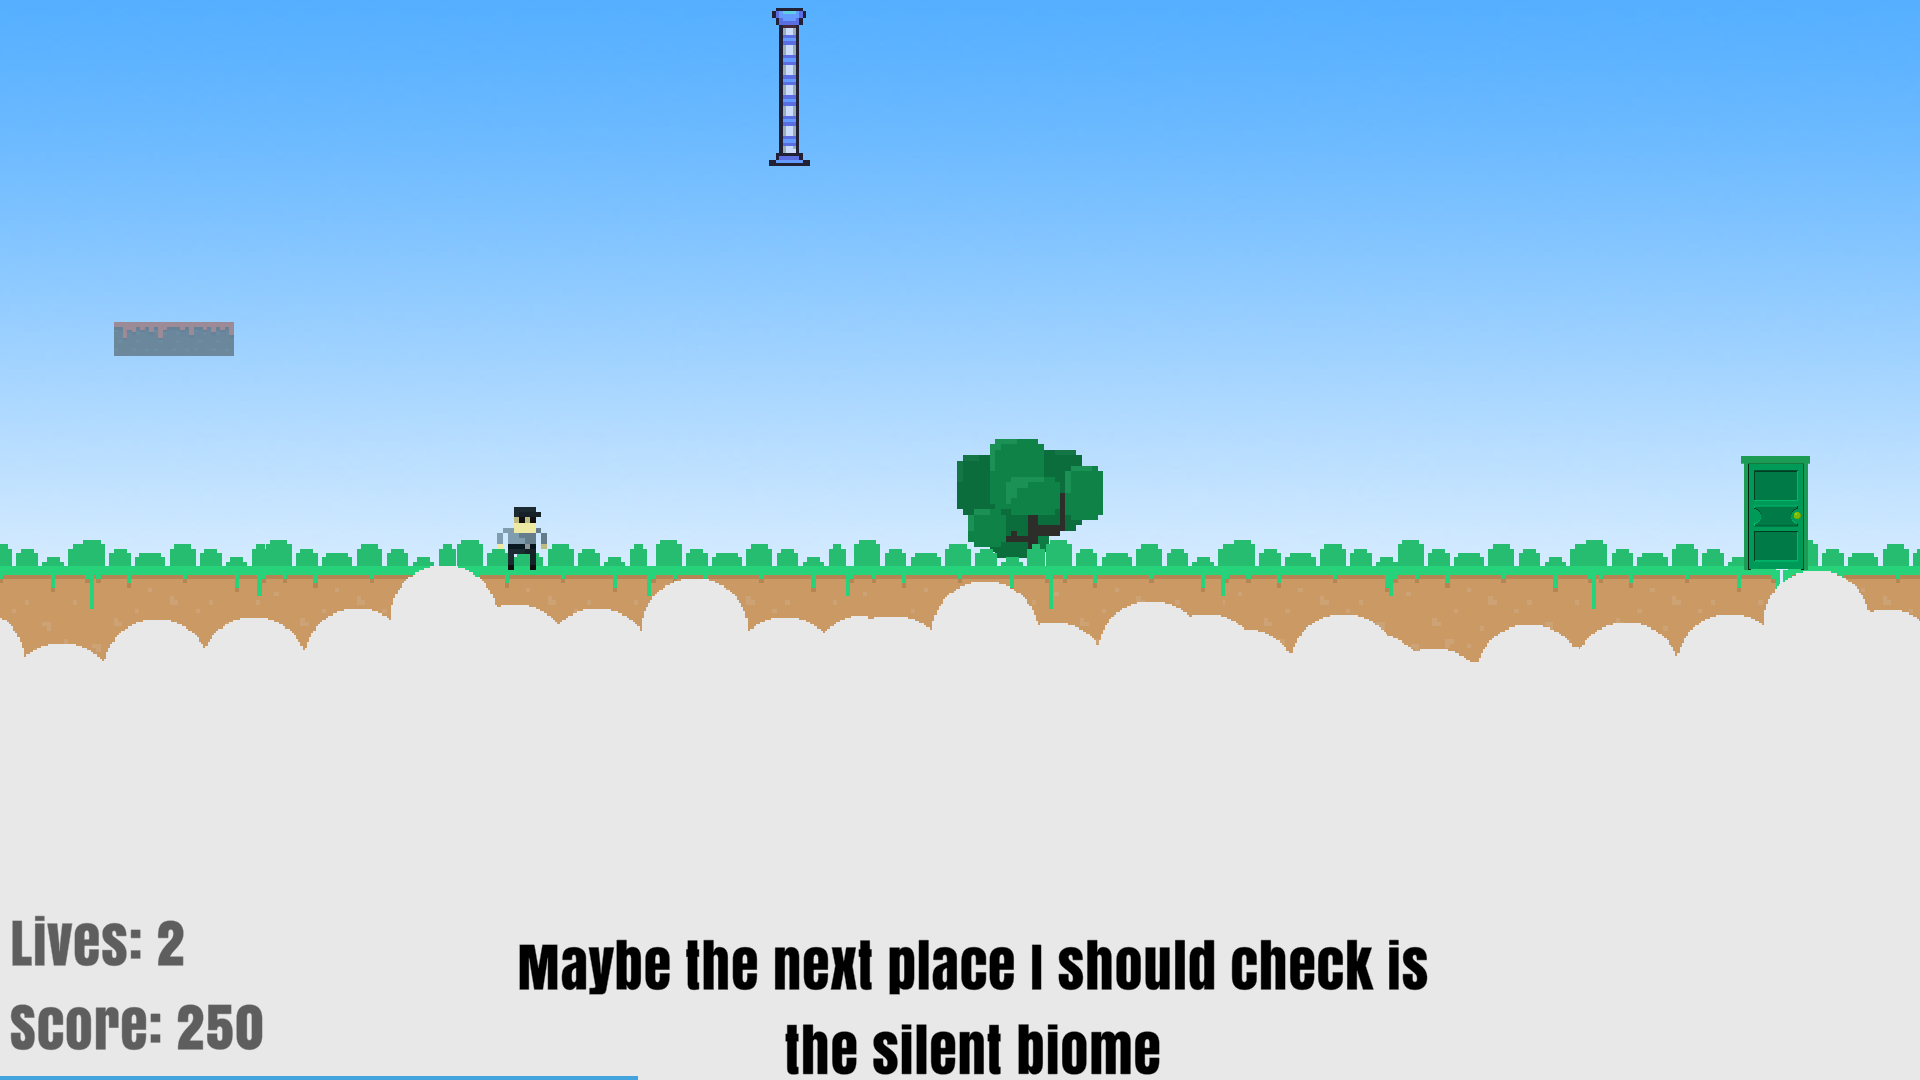 Lives: 2
Score: 250
Maybe the next place I should check is
the silent biome